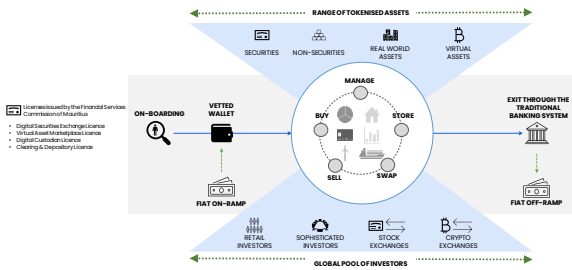 RANGE OF TOKENISED ASSETS
SECURITIES
NON-SECURITIES
REAL WORLD
ASSETS
VIRTUAL
ASSETS
Licenses issued by the Financial Services
Commission of Mauritius
• Digital Securities Exchange Licence
• Virtual Asset Marketplace Licence
• Digital Custodian Licence
• Clearing & Depository Licence
ON-BOARDING
VETTED
WALLET
FIAT ON-RAMP
MANAGE
BUY
STORE
SELL
SWAP
EXIT THROUGH THE
TRADITIONAL
BANKING SYSTEM
FIAT OFF-RAMP
RETAIL
INVESTORS
SOPHISTICATED
INVESTORS
STOCK
EXCHANGES
CRYPTO
EXCHANGES
GLOBAL POOL OF INVESTORS